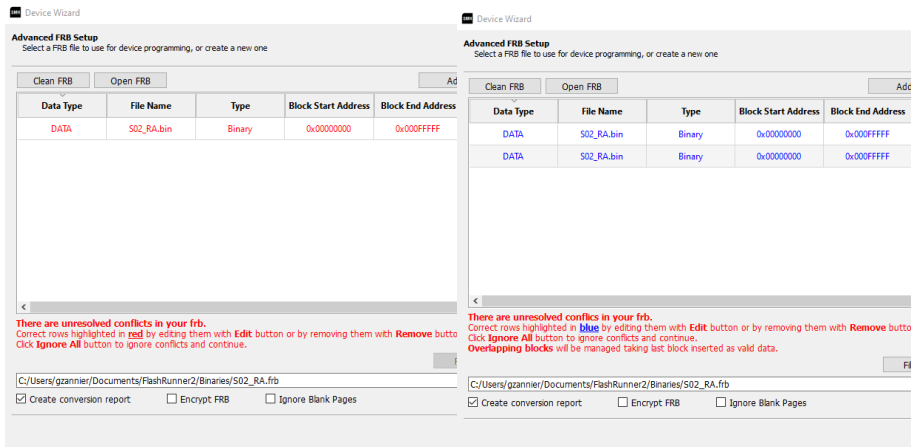 SMH Device Wizard
Advanced FRB Setup
Select a FRB file to use for device programming, or create a new one
Clean FRB Open FRB
Data Type File Name Type Block Start Address Block End Address
DATA S02_RA.bin Binary 0x00000000 0x000FFFFF
There are unresolved conflics in your frb.
Correct rows highlighted in red by editing them with Edit button or by removing them with Remove butto
Click Ignore All button to ignore conflicts and continue.
C:/Users/gzannier/Documents/FlashRunner2/Binaries/S02_RA.frb
Create conversion report Encrypt FRB Ignore Blank Pages
SMH Device Wizard
Advanced FRB Setup
Select a FRB file to use for device programming, or create a new one
Clean FRB Open FRB Add
Data Type File Name Type Block Start Address Block End Address
DATA S02_RA.bin Binary 0x00000000 0x000FFFFF
DATA S02_RA.bin Binary 0x00000000 0x000FFFFF
There are unresolved conflics in your frb.
Correct rows highlighted in blue by editing them with Edit button or by removing them with Remove butto
Click Ignore All button to ignore conflicts and continue.
Overlapping blocks will be managed taking last block inserted as valid data.
C:/Users/gzannier/Documents/FlashRunner2/Binaries/S02_RA.frb
Create conversion report Encrypt FRB Ignore Blank Pages